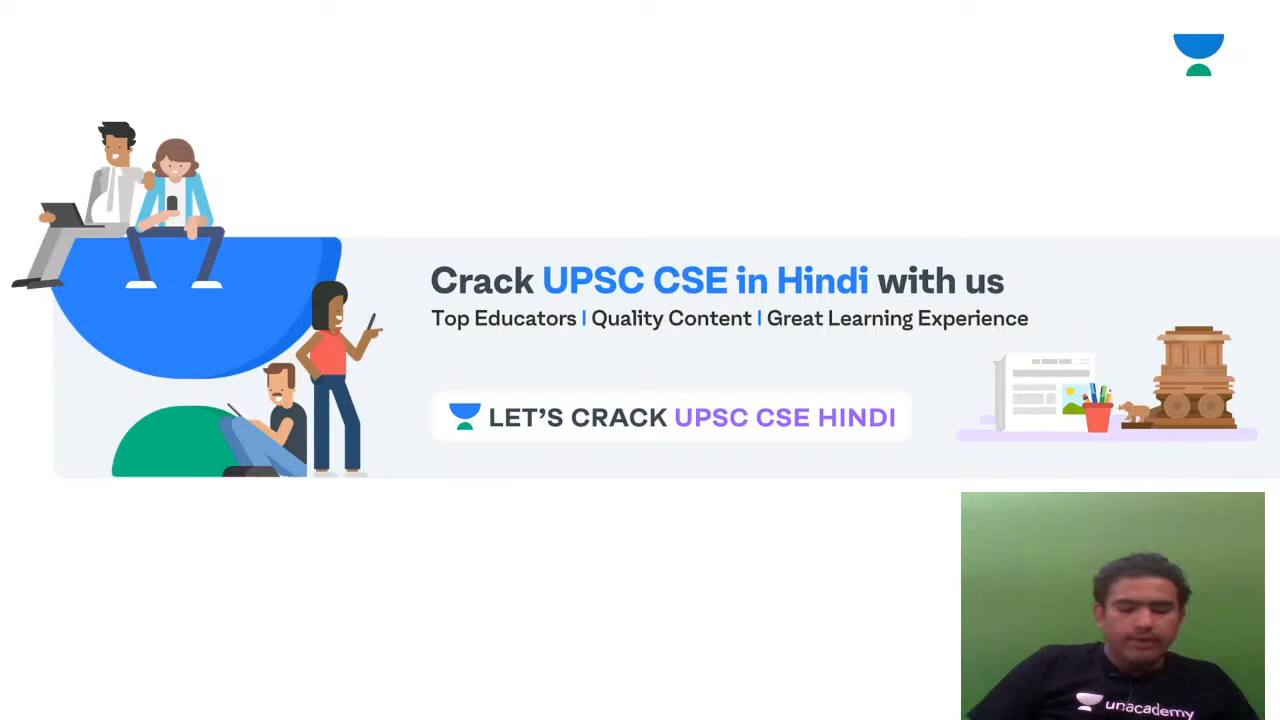 Crack UPSC CSE in Hindi with us
Top Educators | Quality Content | Great Learning Experience
LET'S CRACK UPSC CSE HINDI
unacademy